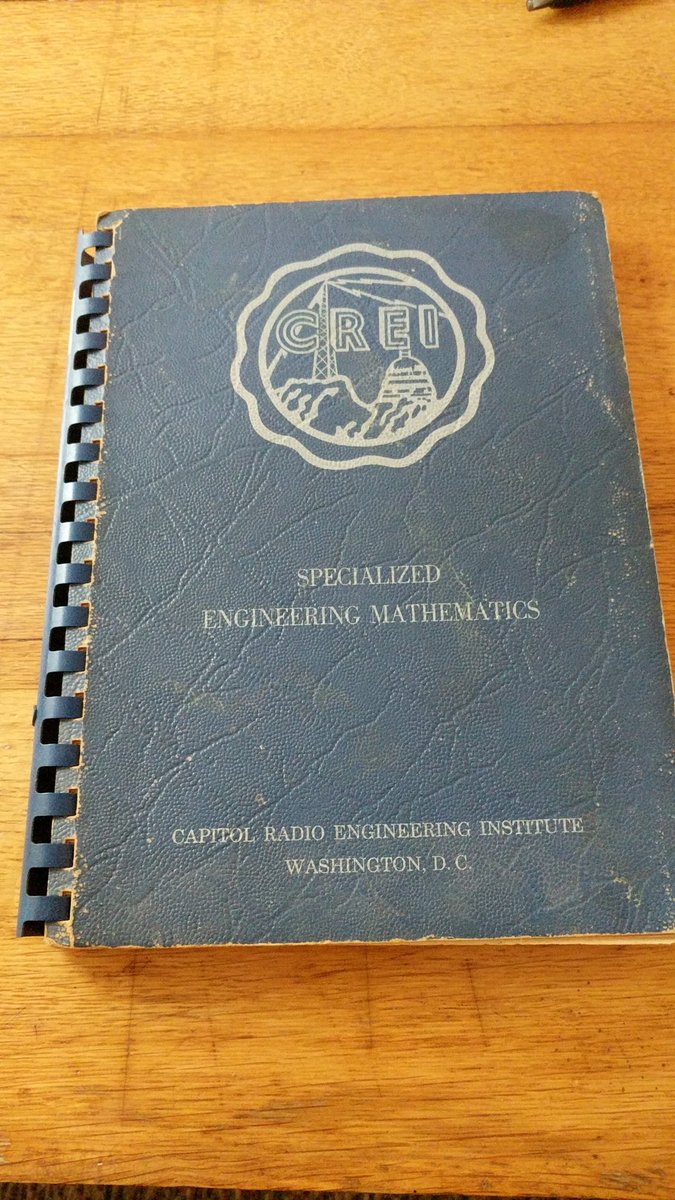 CREI
SPECIALIZED
ENGINEERING MATHEMATICS
CAPITOL RADIO ENGINEERING INSTITUTE
WASHINGTON, D. C.